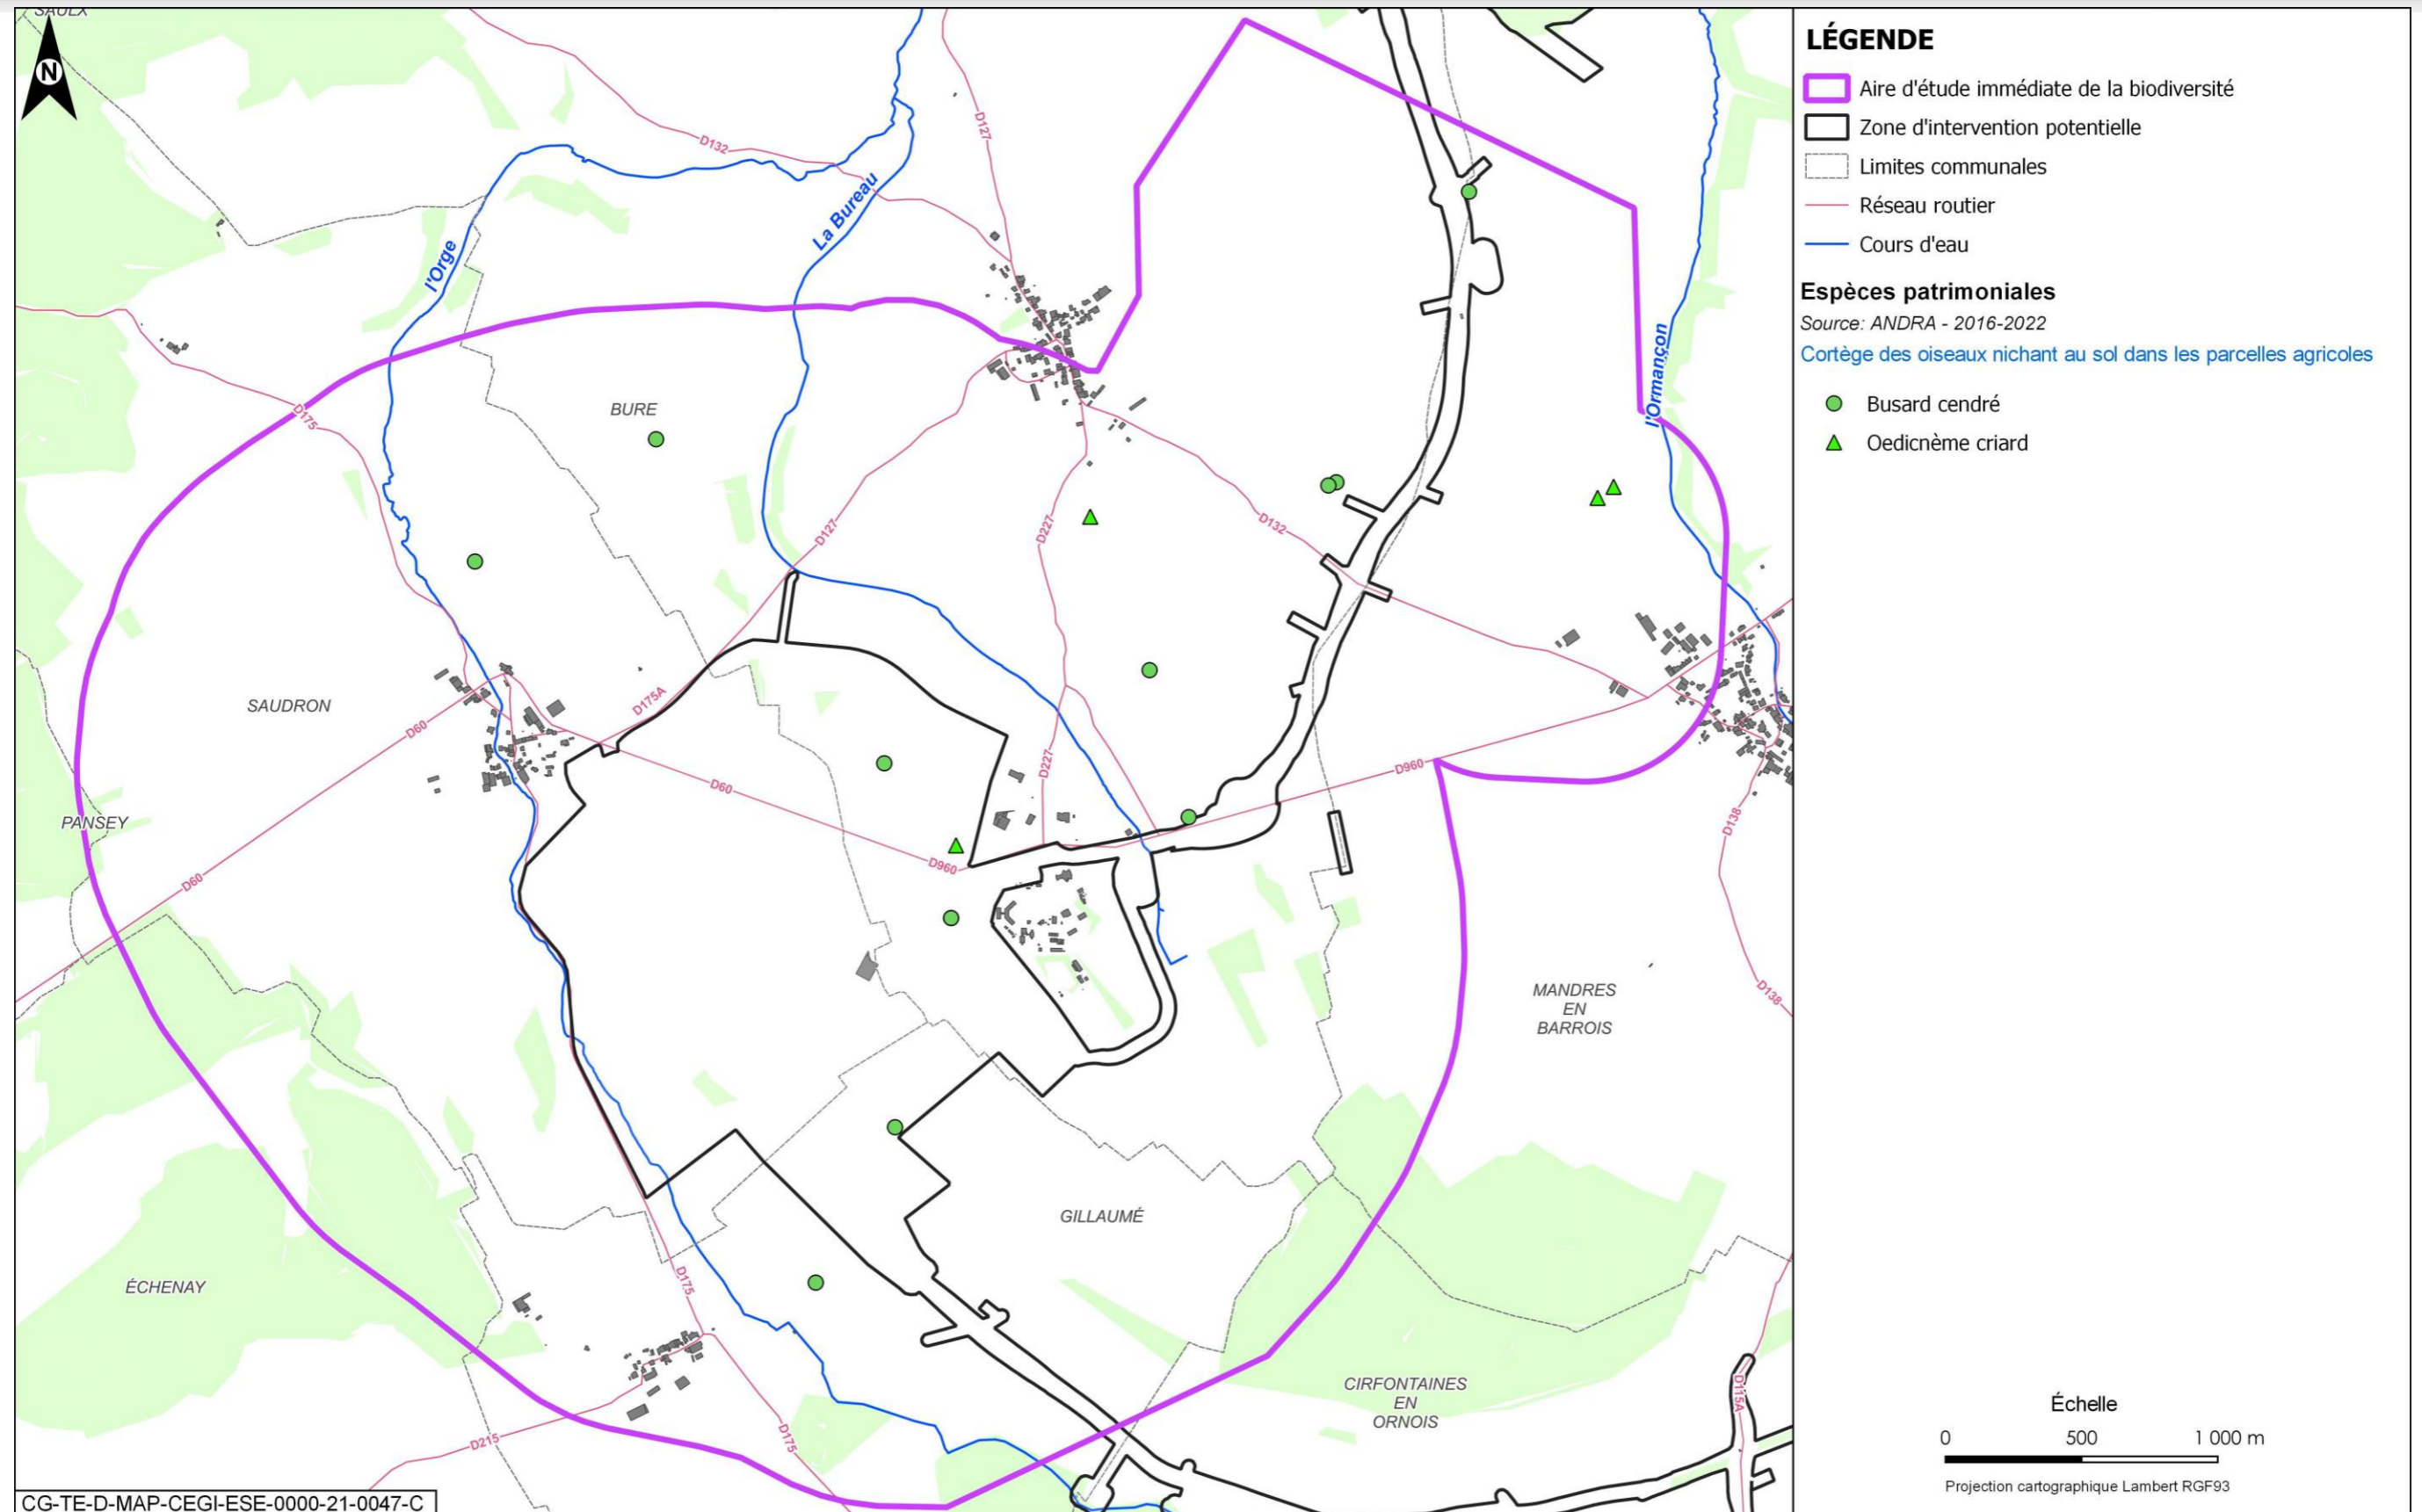 SAULX
N
D132
D127
La Bureau
l'Orge
l'Ormançon
D175
BURE
D127
D227
D132
SAUDRON
D175A
D60
D60
D227
D960
PANSEY
D60
D960
D138
MANDRES
EN
BARROIS
D138
GILLAUMÉ
ÉCHENAY
D175
CIRFONTAINES
EN
ORNOIS
D115A
D215
D175
CG-TE-D-MAP-CEGI-ESE-0000-21-0047-C
LÉGENDE
Aire d'étude immédiate de la biodiversité
Zone d'intervention potentielle
Limites communales
Réseau routier
Cours d'eau
Espèces patrimoniales
Source: ANDRA - 2016-2022
Cortège des oiseaux nichant au sol dans les parcelles agricoles
Busard cendré
Oedicnème criard
Échelle
0 500 1 000 m
Projection cartographique Lambert RGF93